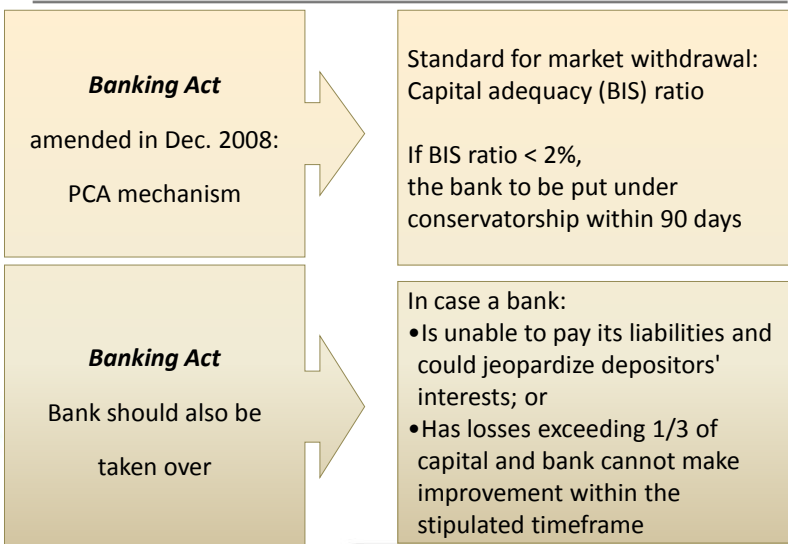 Banking Act
amended in Dec. 2008:
PCA mechanism
Standard for market withdrawal:
Capital adequacy (BIS) ratio
If BIS ratio < 2%,
the bank to be put under
conservatorship within 90 days
Banking Act
Bank should also be
taken over
In case a bank:
•Is unable to pay its liabilities and
could jeopardize depositors'
interests; or
•Has losses exceeding 1/3 of
capital and bank cannot make
improvement within the
stipulated timeframe